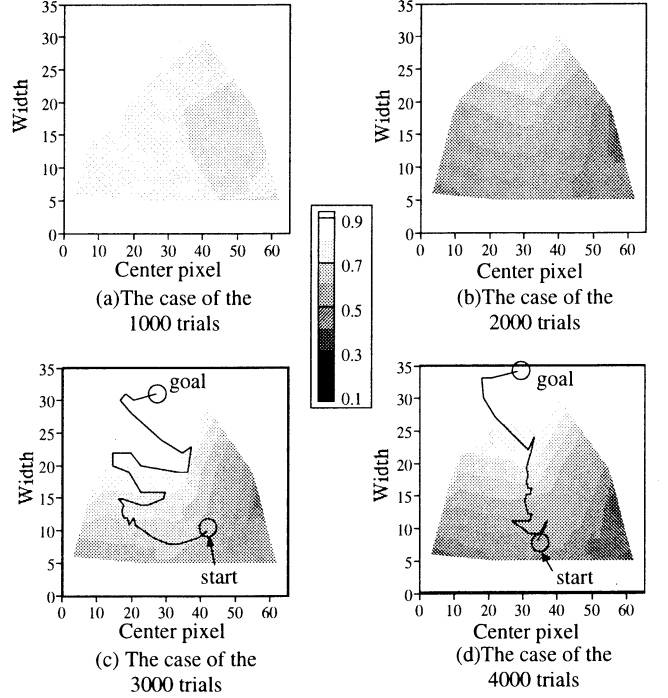 35
30
25
20
15
10
5
0
Width
0 10 20 30 40 50 60
Center pixel
(a)The case of the
1000 trials
35
30
25
20
15
10
5
0
Width
0 10 20 30 40 50 60
Center pixel
(b)The case of the
2000 trials
0.9
0.7
0.5
0.3
0.1
35
30
25
20
15
10
5
0
Width
goal
start
0 10 20 30 40 50 60
Center pixel
(c) The case of the
3000 trials
35
30
25
20
15
10
5
0
Width
goal
start
0 10 20 30 40 50 60
Center pixel
(d)The case of the
4000 trials